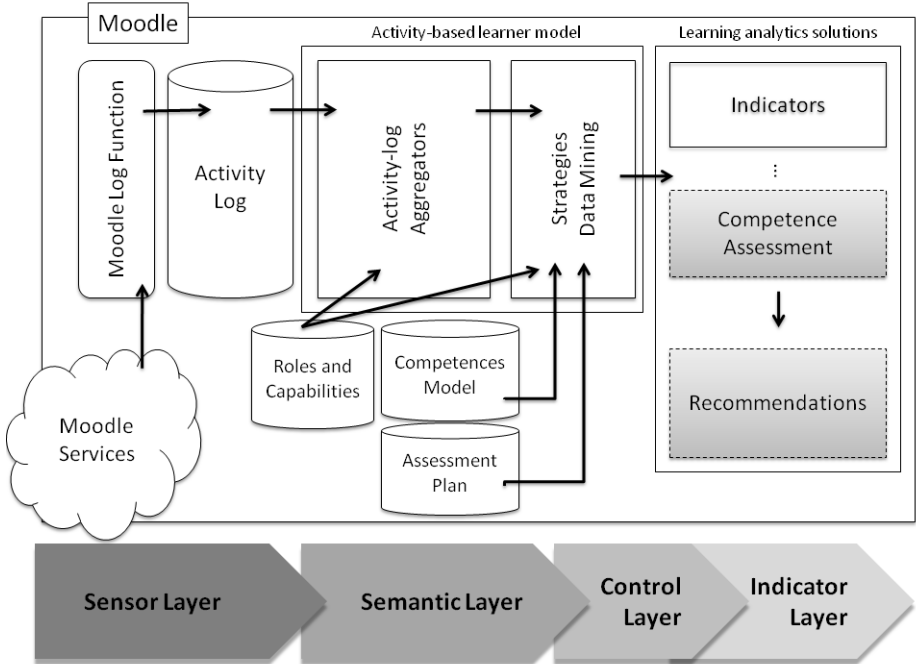 Moodle
Activity-based learner model
Learning analytics solutions
Moodle Log Function
Activity
Log
Activity-log
Aggregators
Strategies
Data Mining
Indicators
...
Competence
Assessment
Recommendations
Roles and
Capabilities
Competences
Model
Assessment
Plan
Moodle
Services
Sensor Layer
Semantic Layer
Control
Layer
Indicator
Layer